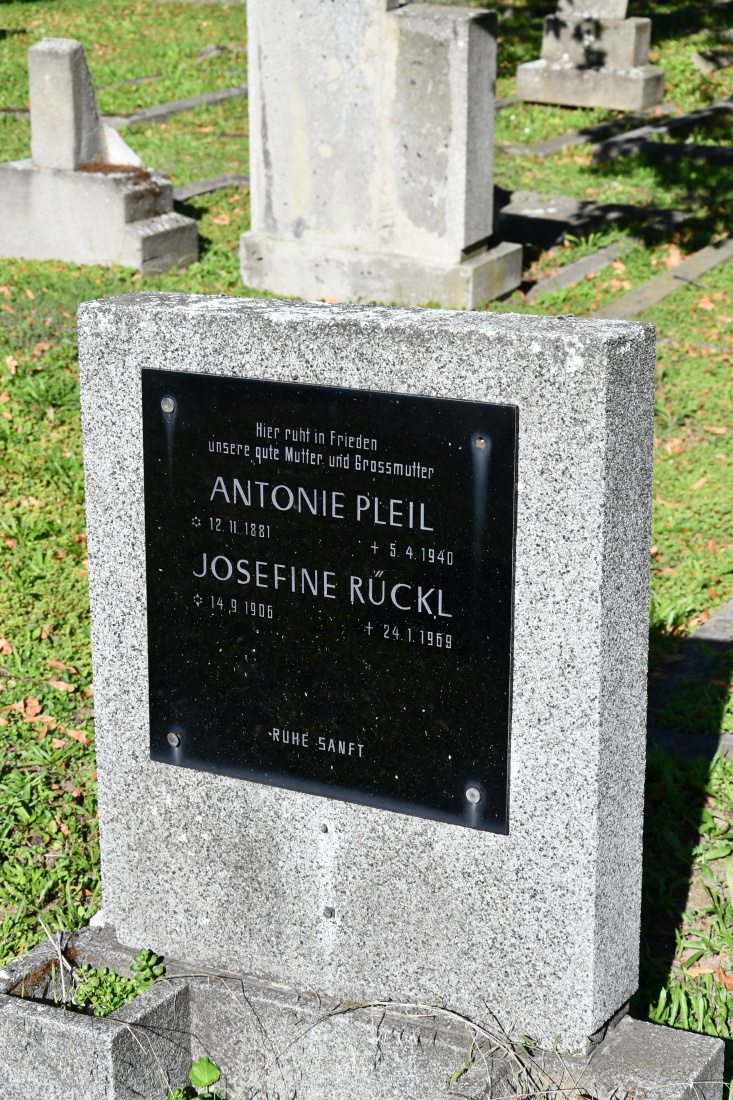 Hier ruht in Frieden
unsere gute Mutter und Grossmutter
ANTONIE PLEIL
12. 11. 1881
+ 5. 4. 1940
JOSEFINE RŰCKL
14. 9. 1906
+ 24. 1. 1969
RUHE SANFT